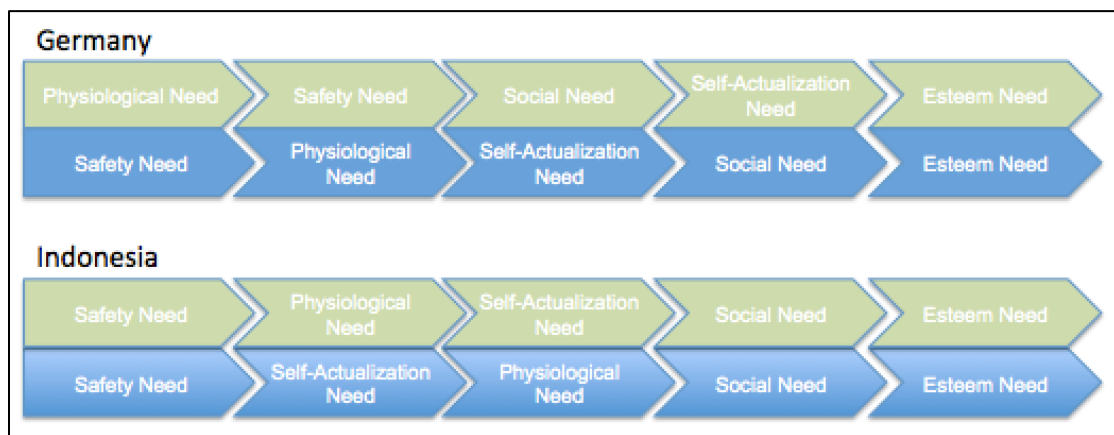 Germany
Physiological Need
Safety Need
Social Need
Self-Actualization
Need
Esteem Need
Safety Need
Physiological
Need
Self-Actualization
Need
Social Need
Esteem Need
Indonesia
Safety Need
Physiological
Need
Self-Actualization
Need
Social Need
Esteem Need
Safety Need
Self-Actualization
Need
Physiological
Need
Social Need
Esteem Need